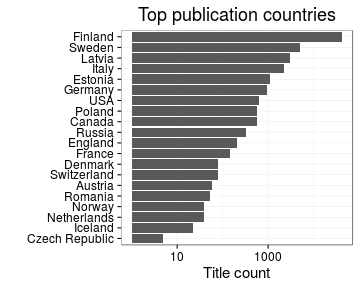 Top publication countries
Finland
Sweden
Latvia
Italy
Estonia
Germany
USA
Poland
Canada
Russia
England
France
Denmark
Switzerland
Austria
Romania
Norway
Netherlands
Iceland
Czech Republic
10 1000
Title count